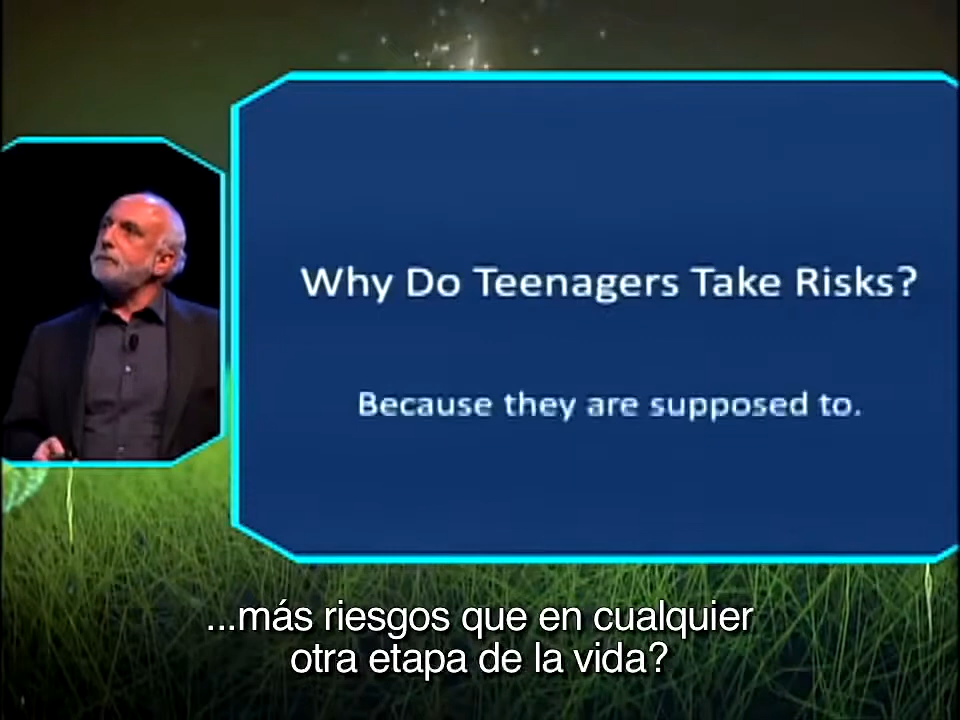 Why Do Teenagers Take Risks?
Because they are supposed to.
...más riesgos que en cualquier
otra etapa de la vida?